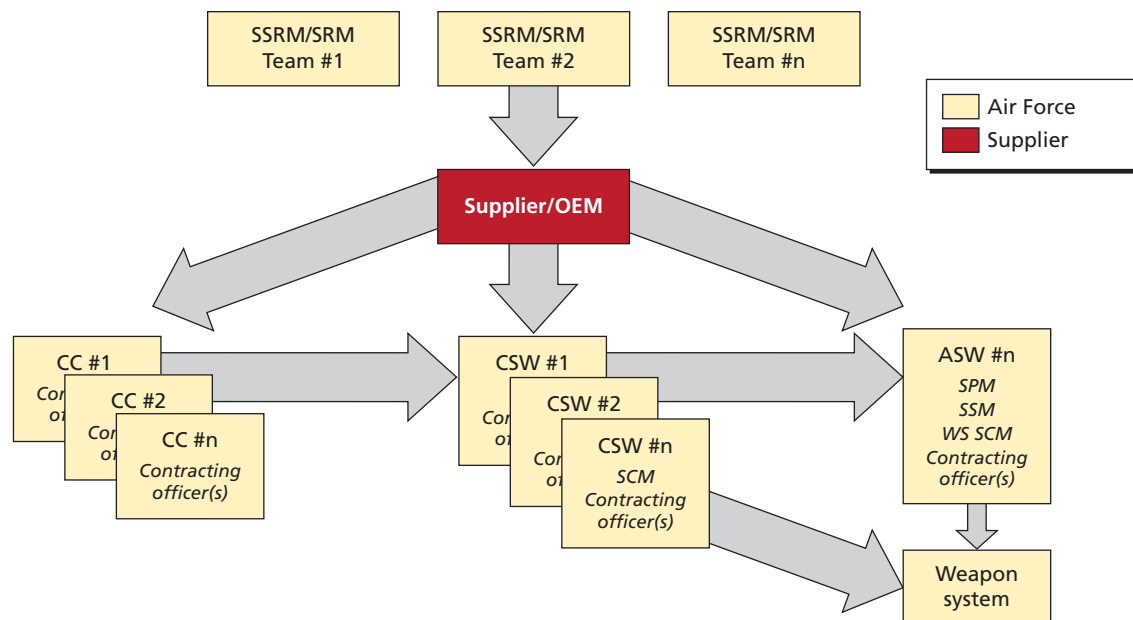 SSRM/SRM
Team #1
SSRM/SRM
Team #2
SSRM/SRM
Team #n
Air Force
Supplier
Supplier/OEM
CC #1
CC #2
CC #n
Contracting
officer(s)
CSW #1
CSW #2
CSW #n
SCM
Contracting
officer(s)
ASW #n
SPM
SSM
WS SCM
Contracting
officer(s)
Weapon
system